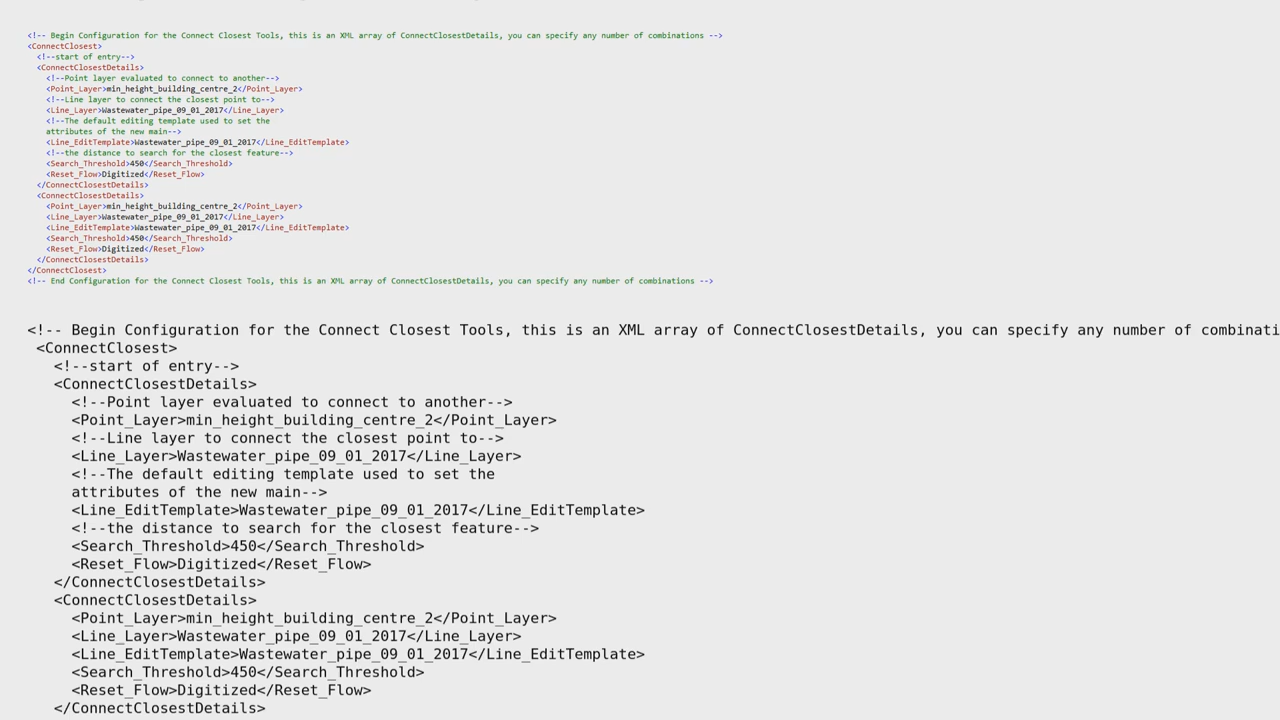 <!-- Begin Configuration for the Connect Closest Tools, this is an XML array of ConnectClosestDetails, you can specify any number of combinations -->
<ConnectClosest>
<!--start of entry-->
<ConnectClosestDetails>
<!--Point layer evaluated to connect to another-->
<Point_Layer>min_height_building_centre_2</Point_Layer>
<!--Line layer to connect the closest point to-->
<Line_Layer>Wastewater_pipe_09_01_2017</Line_Layer>
<!--The default editing template used to set the
attributes of the new main-->
<Line_EditTemplate>Wastewater_pipe_09_01_2017</Line_EditTemplate>
<!--the distance to search for the closest feature-->
<Search_Threshold>450</Search_Threshold>
<Reset_Flow>Digitized</Reset_Flow>
</ConnectClosestDetails>
<ConnectClosestDetails>
<Point_Layer>min_height_building_centre_2</Point_Layer>
<Line_Layer>Wastewater_pipe_09_01_2017</Line_Layer>
<Line_EditTemplate>Wastewater_pipe_09_01_2017</Line_EditTemplate>
<Search_Threshold>450</Search_Threshold>
<Reset_Flow>Digitized</Reset_Flow>
</ConnectClosestDetails>
</ConnectClosest>
<!-- End Configuration for the Connect Closest Tools, this is an XML array of ConnectClosestDetails, you can specify any number of combinations -->
<!-- Begin Configuration for the Connect Closest Tools, this is an XML array of ConnectClosestDetails, you can specify any number of combinati
<ConnectClosest>
<!--start of entry-->
<ConnectClosestDetails>
<!--Point layer evaluated to connect to another-->
<Point_Layer>min_height_building_centre_2</Point_Layer>
<!--Line layer to connect the closest point to-->
<Line_Layer>Wastewater_pipe_09_01_2017</Line_Layer>
<!--The default editing template used to set the
attributes of the new main-->
<Line_EditTemplate>Wastewater_pipe_09_01_2017</Line_EditTemplate>
<!--the distance to search for the closest feature-->
<Search_Threshold>450</Search_Threshold>
<Reset_Flow>Digitized</Reset_Flow>
</ConnectClosestDetails>
<ConnectClosestDetails>
<Point_Layer>min_height_building_centre_2</Point_Layer>
<Line_Layer>Wastewater_pipe_09_01_2017</Line_Layer>
<Line_EditTemplate>Wastewater_pipe_09_01_2017</Line_EditTemplate>
<Search_Threshold>450</Search_Threshold>
<Reset_Flow>Digitized</Reset_Flow>
</ConnectClosestDetails>